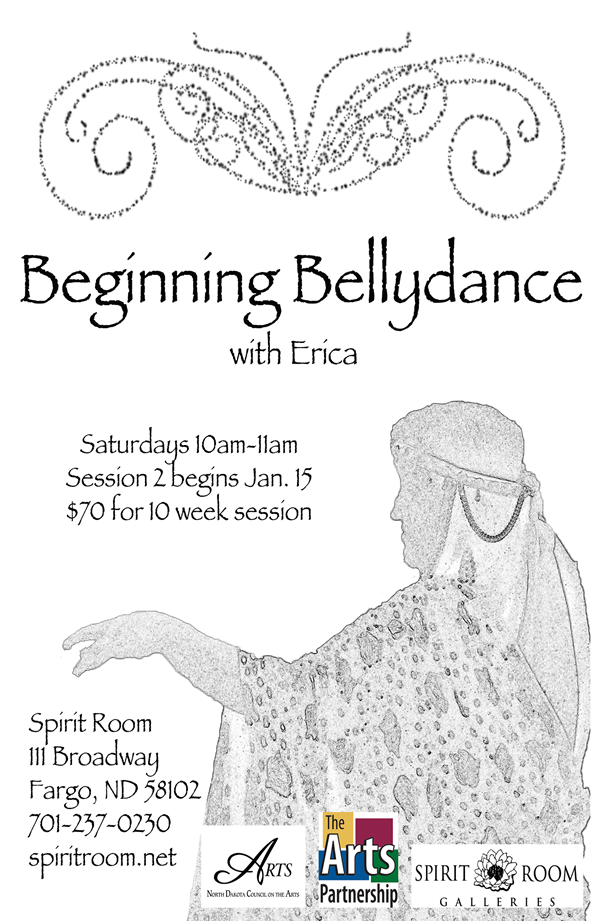 Beginning Bellydance
with Erica
Saturdays 10am-11am
Session 2 begins Jan. 15
$70 for 10 week session
Spirit Room
111 Broadway
Fargo, ND 58102
701-237-0230
spiritroom.net
ARTS
NORTH DAKOTA COUNCIL ON THE ARTS
The
Arts
Partnership
SPIRIT ROOM
GALLERIES